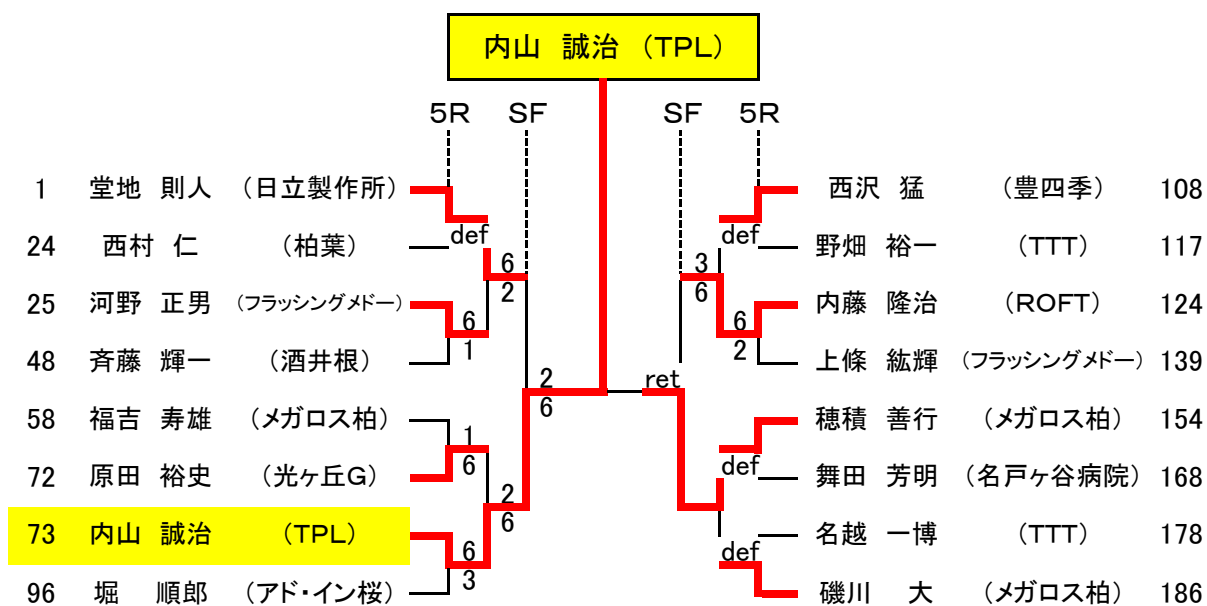 内山 誠治 (TPL)
5R SF SF 5R
1 堂地 則人 (日立製作所) 西沢 猛 (豊四季) 108
def def
24 西村 仁 (柏葉) 野畑 裕一 (TTT) 117
6 3
2 6
25 河野 正男 (フラッシングメドー) 内藤 隆治 (ROFT) 124
6 6
1 2
48 斉藤 輝一 (酒井根) 上條 紘輝 (フラッシングメドー) 139
2 ret
6
58 福吉 寿雄 (メガロス柏) 穂積 善行 (メガロス柏) 154
1
6 def
72 原田 裕史 (光ヶ丘G) 舞田 芳明 (名戸ヶ谷病院) 168
2
6
73 内山 誠治 (TPL) 名越 一博 (TTT) 178
6 def
3
96 堀 順郎 (アド・イン桜) 磯川 大 (メガロス柏) 186